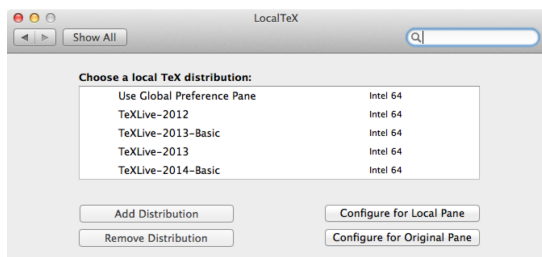 LocalTeX
Show All
Choose a local TeX distribution:
Use Global Preference Pane Intel 64
TeXLive-2012 Intel 64
TeXLive-2013-Basic Intel 64
TeXLive-2013 Intel 64
TeXLive-2014-Basic Intel 64
Add Distribution Configure for Local Pane
Remove Distribution Configure for Original Pane